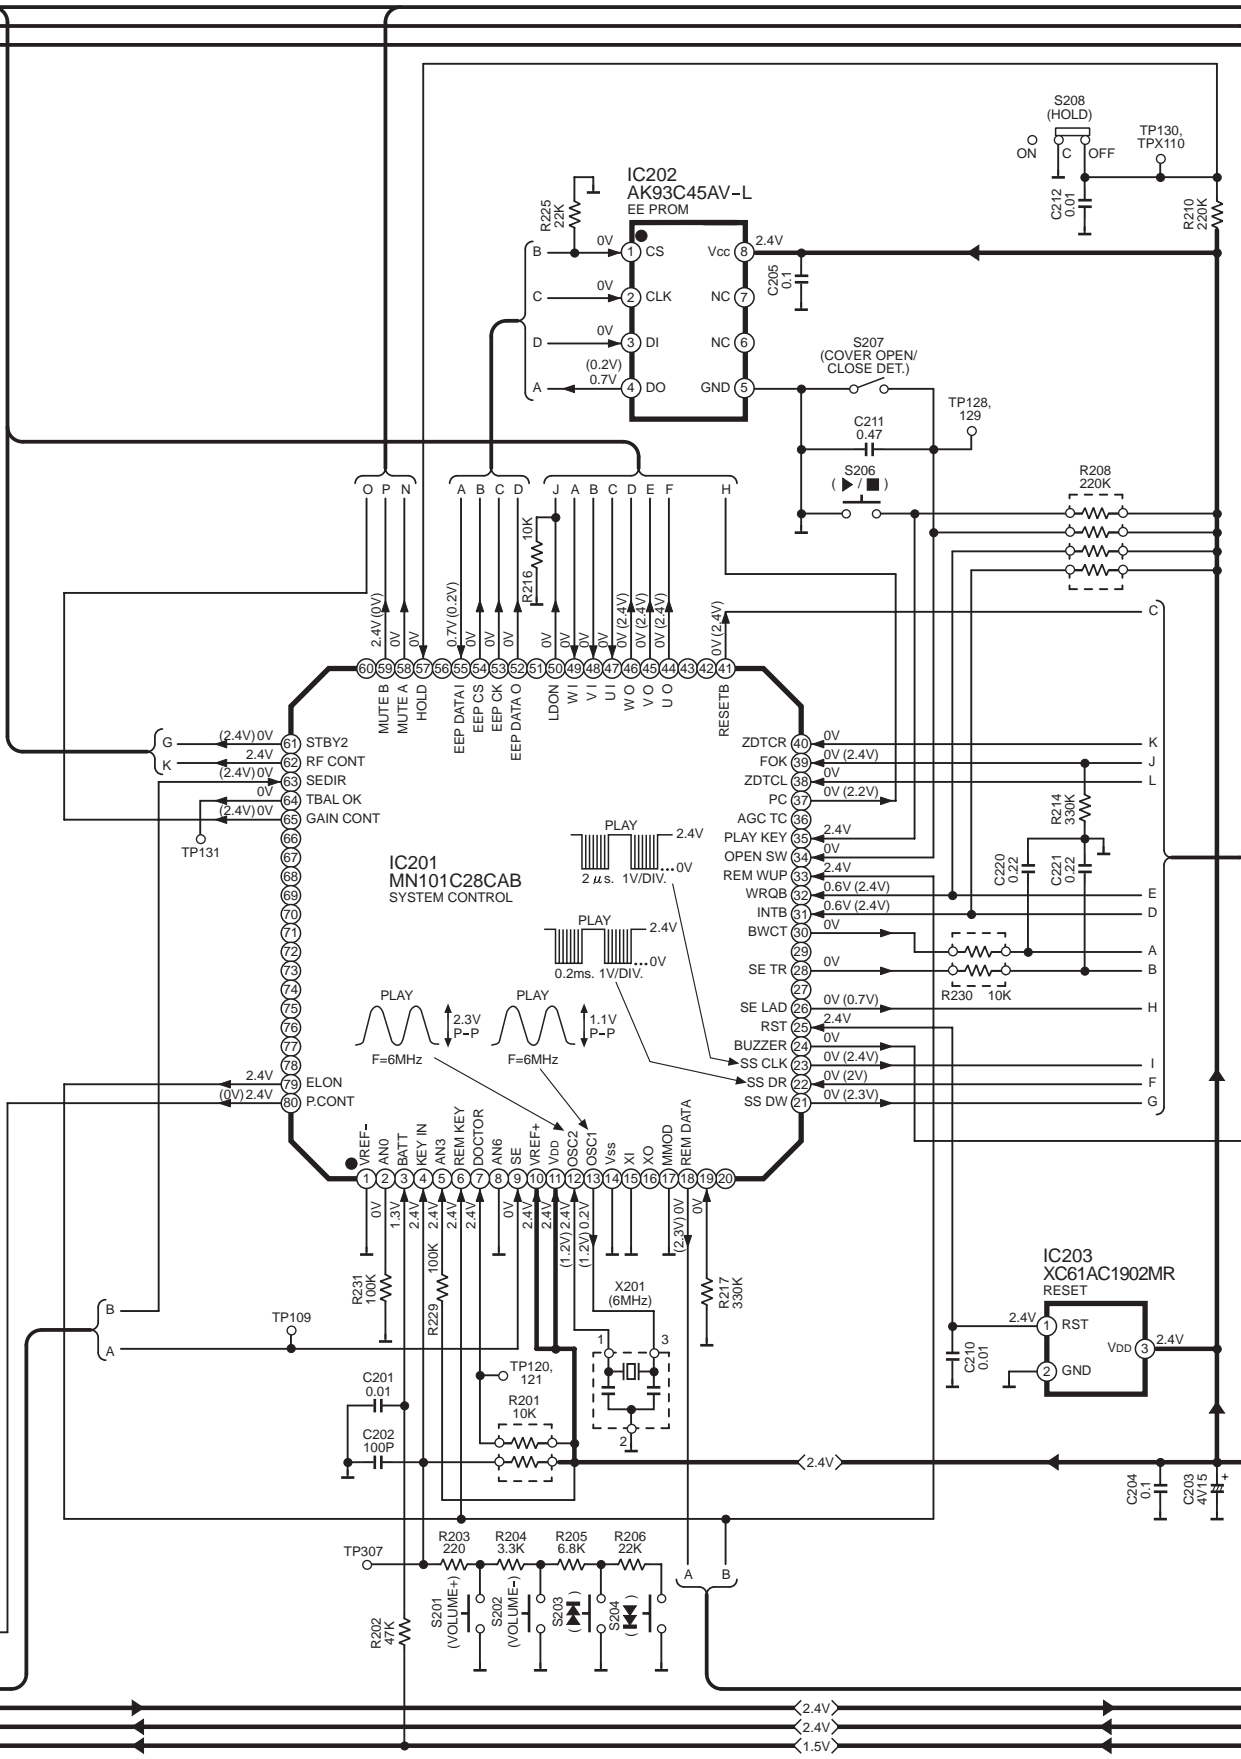 S208
(HOLD)
ON
C
OFF
TP130,
TPX110
C212
0.01
R210
220K
IC202
AK93C45AV-L
EE PROM
R225
22K
B
0V
1
CS
Vcc
8
2.4V
C205
0.1
C
0V
2
CLK
NC
7
D
0V
3
DI
NC
6
(0.2V)
A
0.7V
4
DO
GND
5
S207
(COVER OPEN/
CLOSE DET.)
TP128,
129
C211
0.47
S206
( ▶ / ■ )
R208
220K
O P N
A B C D
J A B C D E F
H
10K
R216
2.4V (0V)
0V
0V
0.7V (0.2V)
0V
0V
0V
0V
0V
0V
0V
0V (2.4V)
0V (2.4V)
0V (2.4V)
0V (2.4V)
C
60 59 58 57 56 55 54 53 52 51 50 49 48 47 46 45 44 43 42 41
MUTE B
MUTE A
HOLD
EEP DATA I
EEP CS
EEP CK
EEP DATA O
LDON
W I
V I
U I
W O
V O
U O
RESETB
G
(2.4V) 0V
61
STBY2
K
2.4V
62
RF CONT
(2.4V) 0V
63
SEDIR
0V
64
TBAL OK
(2.4V) 0V
65
GAIN CONT
TP131
66
67
68
69
70
71
72
73
74
75
76
77
78
2.4V
79
ELON
(0V) 2.4V
80
P.CONT
IC201
MN101C28CAB
SYSTEM CONTROL
PLAY
2.4V
0V
2 μs. 1V/DIV.
PLAY
2.4V
0V
0.2ms. 1V/DIV.
PLAY
2.3V
P-P
F=6MHz
PLAY
1.1V
P-P
F=6MHz
ZDTCR
40
0V
K
FOK
39
0V (2.4V)
J
ZDTCL
38
0V
L
PC
37
0V (2.2V)
AGC TC
36
PLAY KEY
35
2.4V
OPEN SW
34
0V
REM WUP
33
2.4V
WRQB
32
0.6V (2.4V)
E
INTB
31
0.6V (2.4V)
D
BWCT
30
0V
A
29
SE TR
28
0V
B
27
SE LAD
26
0V (0.7V)
H
RST
25
2.4V
BUZZER
24
0V
SS CLK
23
0V (2.4V)
I
SS DR
22
0V (2V)
F
SS DW
21
0V (2.3V)
G
R214
330K
C220
0.22
C221
0.22
R230 10K
VREF-
AN0
BATT
KEY IN
AN3
REM KEY
DOCTOR
AN6
SE
VREF+
VDD
OSC2
OSC1
Vss
XI
XO
MMOD
REM DATA
1 2 3 4 5 6 7 8 9 10 11 12 13 14 15 16 17 18 19 20
0V
1.3V
2.4V
2.4V
2.4V
2.4V
0V
2.4V
2.4V
(1.2V) 2.4V
(1.2V) 0.2V
(2.3V) 0V
0V
R231
100K
100K
R229
X201
(6MHz)
1
3
2
R217
330K
IC203
XC61AC1902MR
RESET
2.4V
1
RST
VDD
3
2.4V
2
GND
C210
0.01
B
A
TP109
TP120,
121
C201
0.01
C202
100P
R201
10K
2.4V
C204
0.1
C203
4V15
+
TP307
R203
220
R204
3.3K
R205
6.8K
R206
22K
S201
(VOLUME+)
S202
(VOLUME-)
S203
S204
R202
47K
A
B
2.4V
2.4V
1.5V